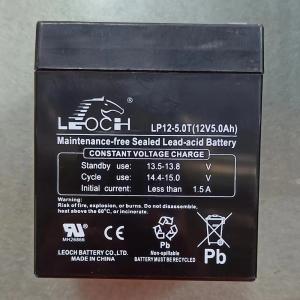 LEOCH
LP12-5.0T(12V5.0Ah)
Maintenance-free Sealed Lead-acid Battery
CONSTANT VOLTAGE CHARGE
Standby use: 13.5-13.8 V
Cycle use: 14.4-15.0 V
Initial current: Less than 1.5 A
Warning:
Risk of fire, explosion, or burns. Do not disassemble,
heat above 60°C, or incinerate.
MH26866
Non-spillable
Pb
BATTERY MUST BE RECYCLED
Pb
LEOCH BATTERY CO.,LTD.
MADE IN CHINA